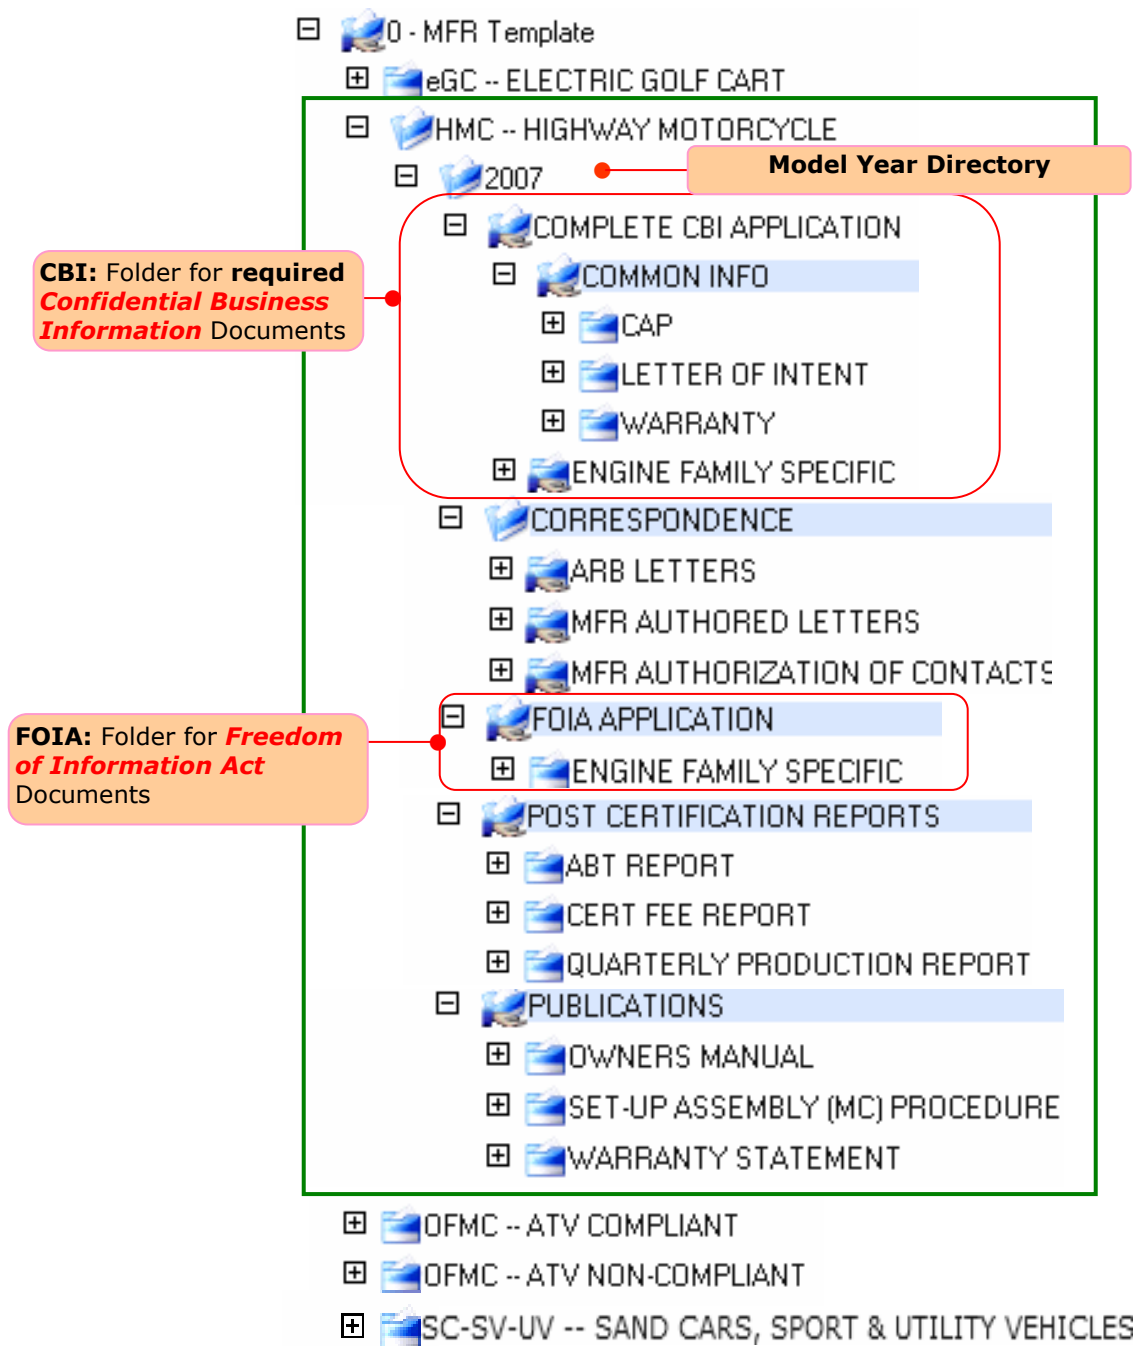 0 - MFR Template
eGC -- ELECTRIC GOLF CART
HMC -- HIGHWAY MOTORCYCLE
Model Year Directory
2007
COMPLETE CBI APPLICATION
CBI: Folder for required
Confidential Business
Information Documents
COMMON INFO
CAP
LETTER OF INTENT
WARRANTY
ENGINE FAMILY SPECIFIC
CORRESPONDENCE
ARB LETTERS
MFR AUTHORED LETTERS
MFR AUTHORIZATION OF CONTACTS
FOIA: Folder for Freedom
of Information Act
Documents
FOIA APPLICATION
ENGINE FAMILY SPECIFIC
POST CERTIFICATION REPORTS
ABT REPORT
CERT FEE REPORT
QUARTERLY PRODUCTION REPORT
PUBLICATIONS
OWNERS MANUAL
SET-UP ASSEMBLY (MC) PROCEDURE
WARRANTY STATEMENT
OFMC -- ATV COMPLIANT
OFMC -- ATV NON-COMPLIANT
SC-SV-UV -- SAND CARS, SPORT & UTILITY VEHICLES